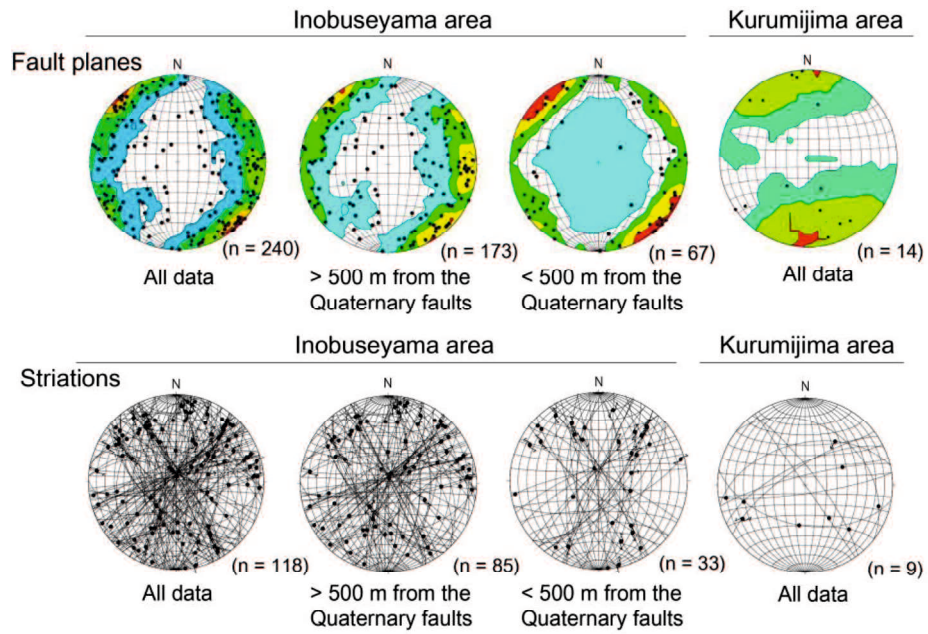 Inobuseyama area
Kurumijima area
Fault planes
N
N
N
N
(n = 240)
(n = 173)
(n = 67)
(n = 14)
All data
> 500 m from the
Quaternary faults
< 500 m from the
Quaternary faults
All data
Inobuseyama area
Kurumijima area
Striations
N
N
N
N
(n = 118)
(n = 85)
(n = 33)
(n = 9)
All data
> 500 m from the
Quaternary faults
< 500 m from the
Quaternary faults
All data